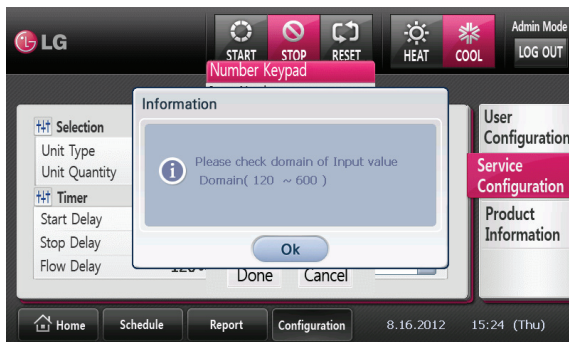 LG
START
STOP
RESET
HEAT
COOL
Admin Mode
LOG OUT
Number Keypad
Information
Please check domain of Input value
Domain( 120 ~ 600 )
Ok
Selection
Unit Type
Unit Quantity
Timer
Start Delay
Stop Delay
Flow Delay
Done
Cancel
User
Configuration
Service
Configuration
Product
Information
Home
Schedule
Report
Configuration
8.16.2012
15:24 (Thu)